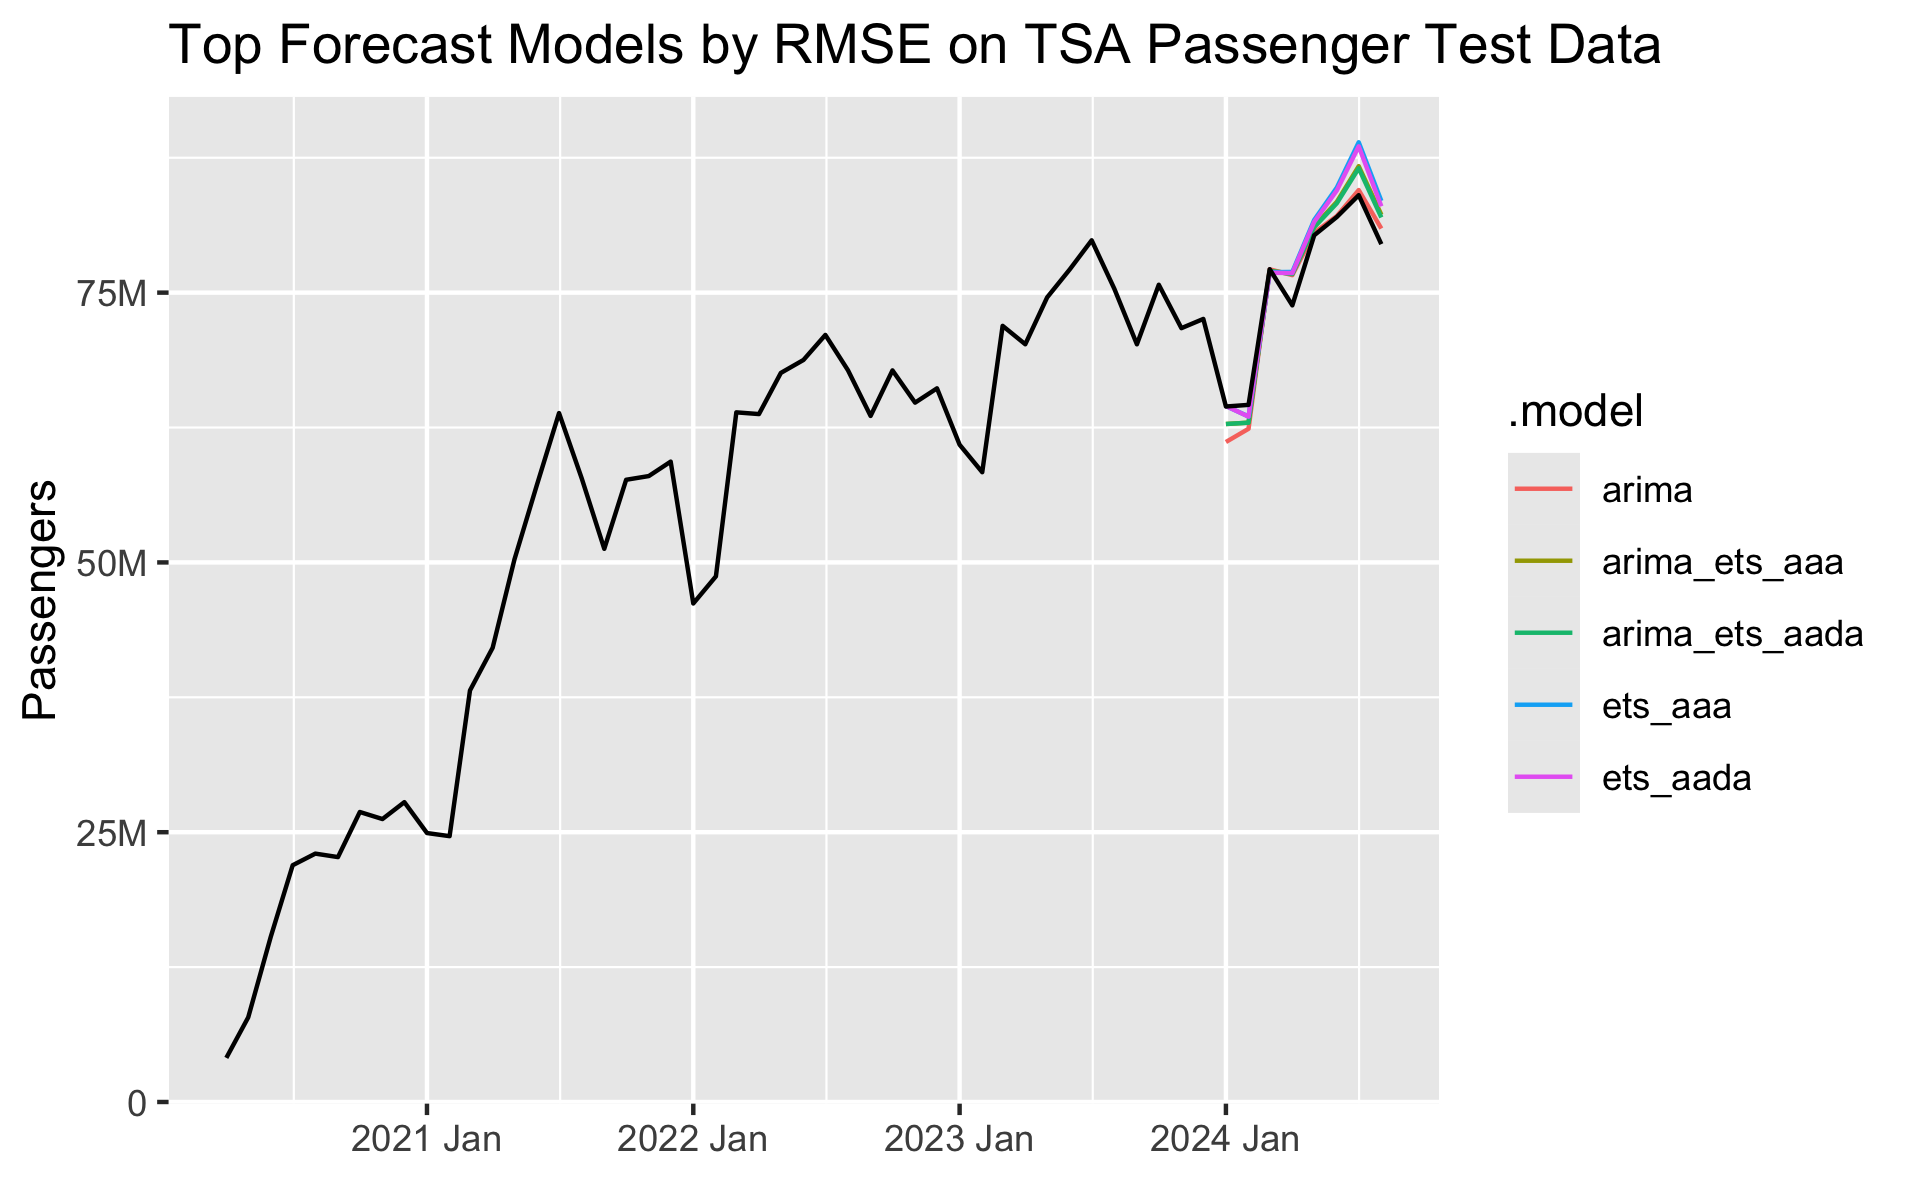 Top Forecast Models by RMSE on TSA Passenger Test Data
Passengers
75M
50M
25M
0
2021 Jan
2022 Jan
2023 Jan
2024 Jan
.model
arima
arima_ets_aaa
arima_ets_aada
ets_aaa
ets_aada